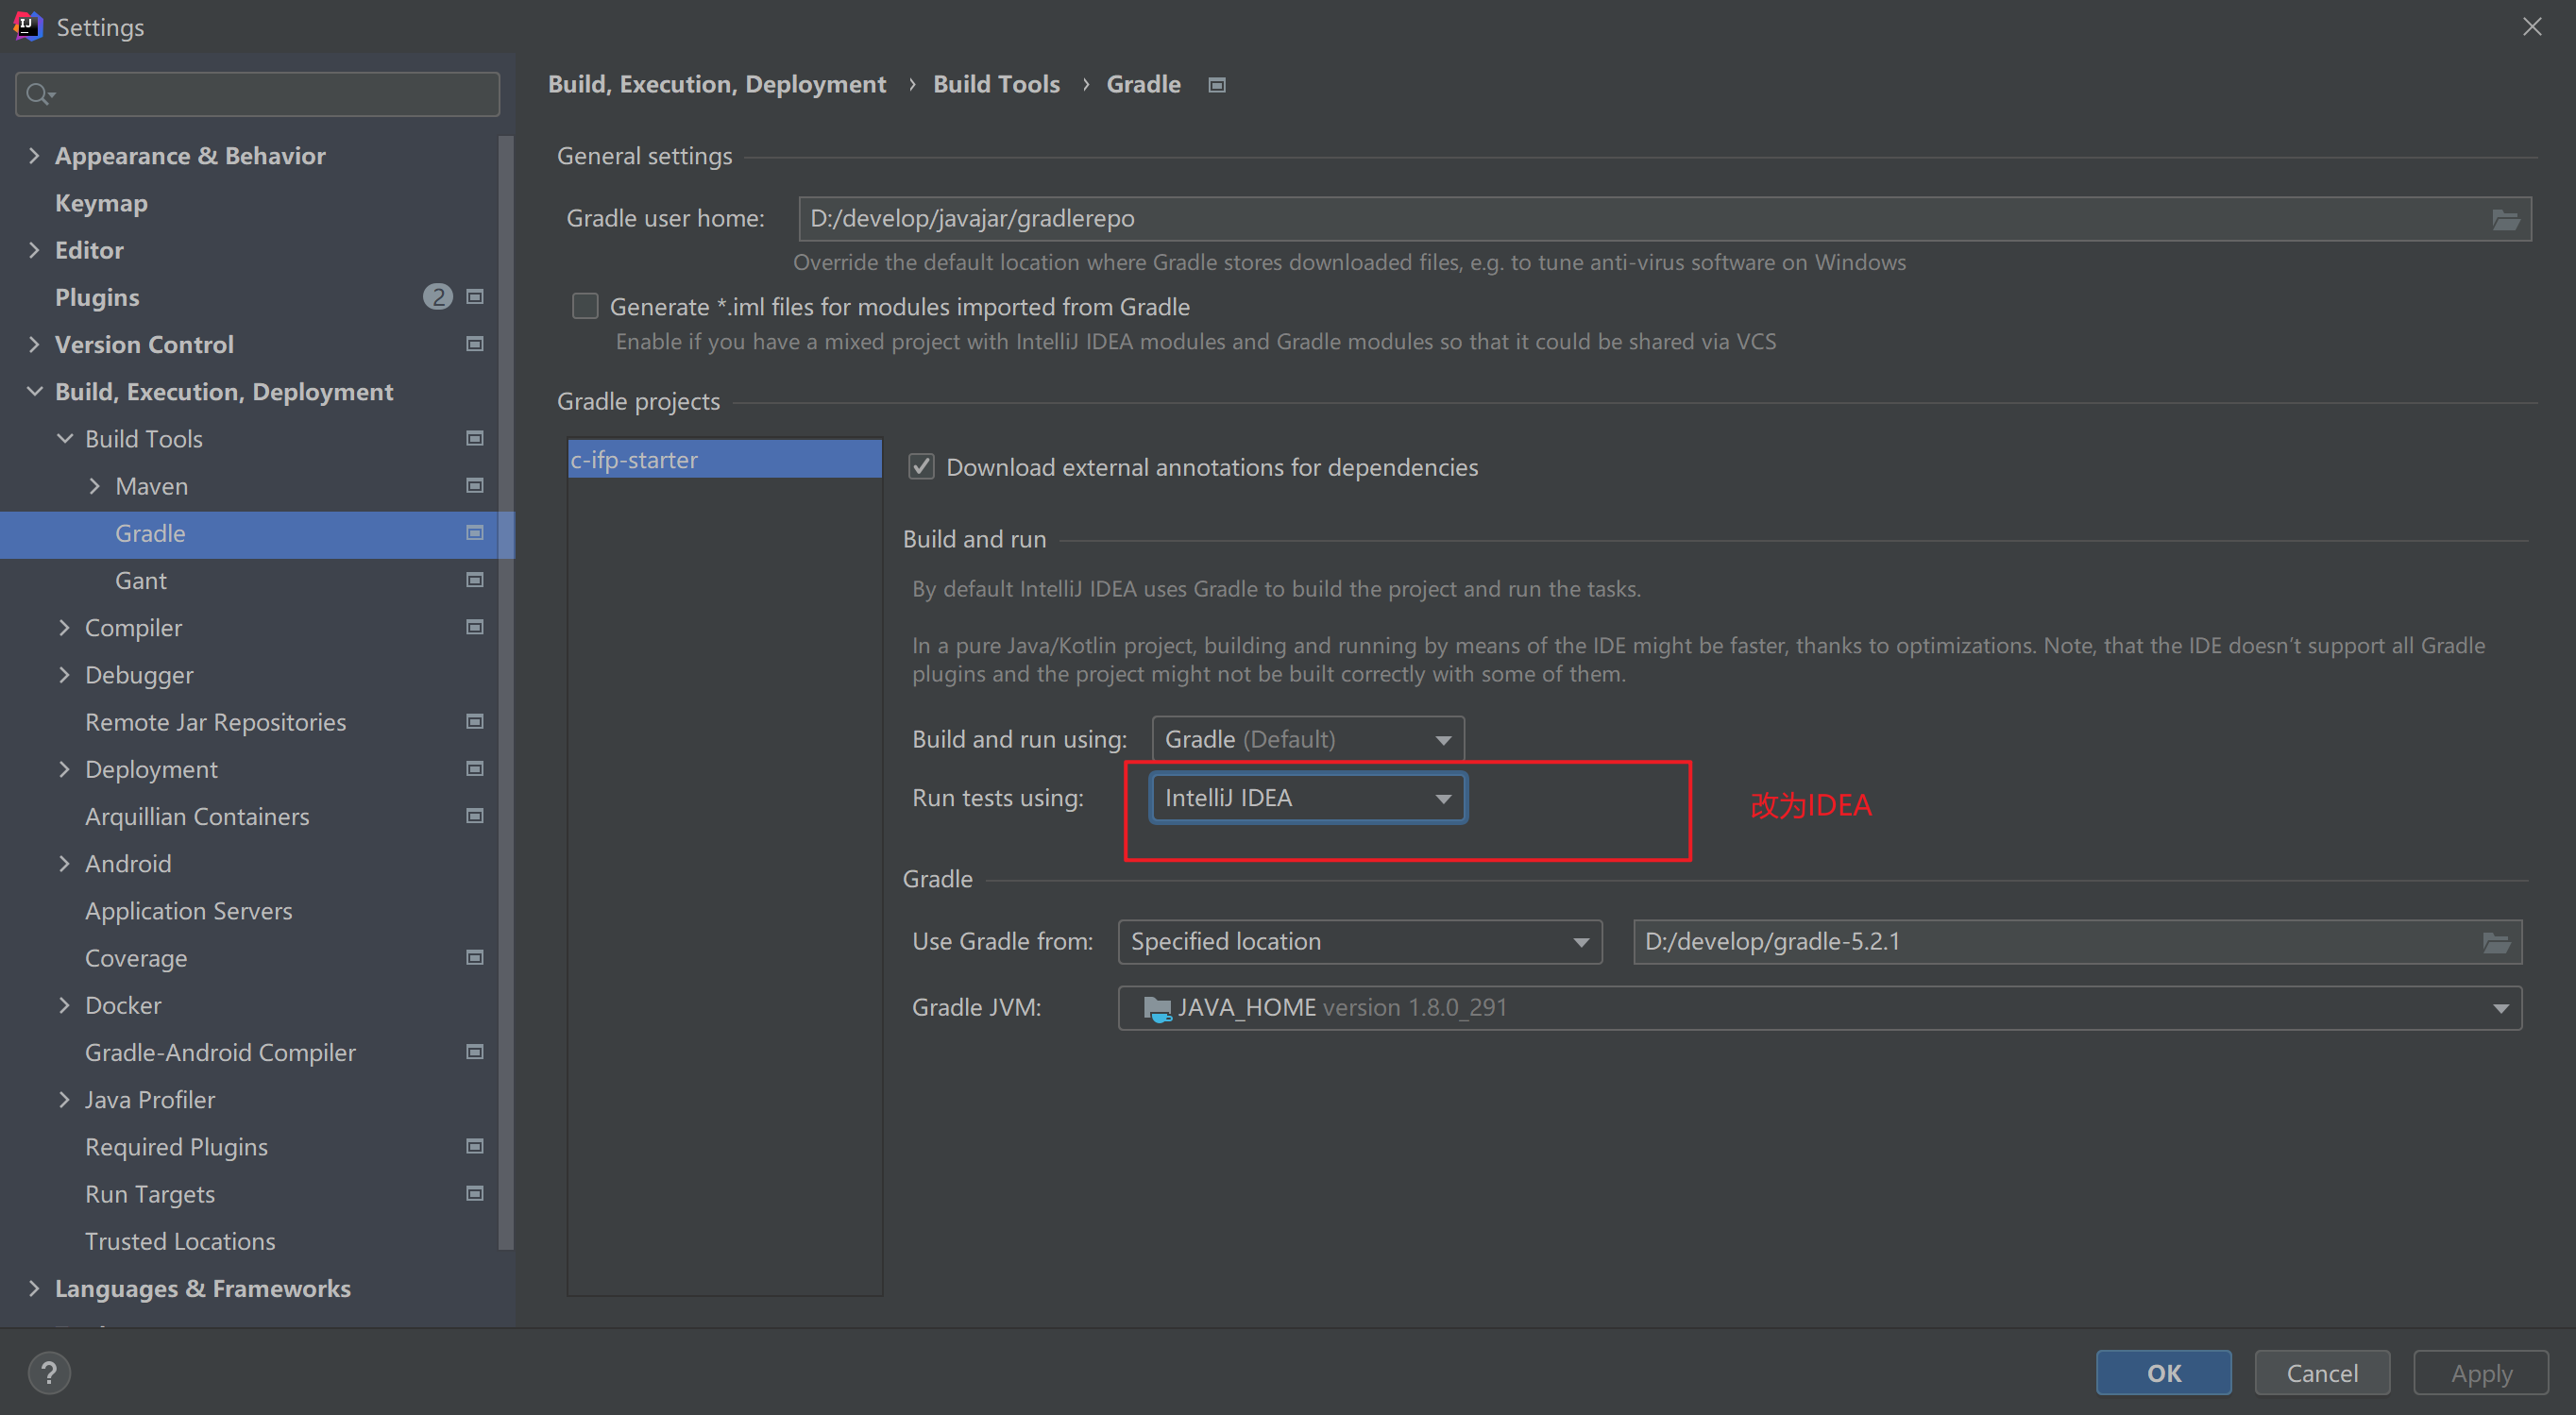 Settings
Appearance & Behavior
Keymap
Editor
Plugins 2
Version Control
Build, Execution, Deployment
Build Tools
Maven
Gradle
Gant
Compiler
Debugger
Remote Jar Repositories
Deployment
Arquillian Containers
Android
Application Servers
Coverage
Docker
Gradle-Android Compiler
Java Profiler
Required Plugins
Run Targets
Trusted Locations
Languages & Frameworks
Build, Execution, Deployment › Build Tools › Gradle
General settings
Gradle user home: D:/develop/javajar/gradlerepo
Override the default location where Gradle stores downloaded files, e.g. to tune anti-virus software on Windows
Generate *.iml files for modules imported from Gradle
Enable if you have a mixed project with IntelliJ IDEA modules and Gradle modules so that it could be shared via VCS
Gradle projects
c-ifp-starter
Download external annotations for dependencies
Build and run
By default IntelliJ IDEA uses Gradle to build the project and run the tasks.
In a pure Java/Kotlin project, building and running by means of the IDE might be faster, thanks to optimizations. Note, that the IDE doesn't support all Gradle
plugins and the project might not be built correctly with some of them.
Build and run using: Gradle (Default)
Run tests using: IntelliJ IDEA
改为IDEA
Gradle
Use Gradle from: Specified location D:/develop/gradle-5.2.1
Gradle JVM: JAVA_HOME version 1.8.0_291
?
OK Cancel Apply